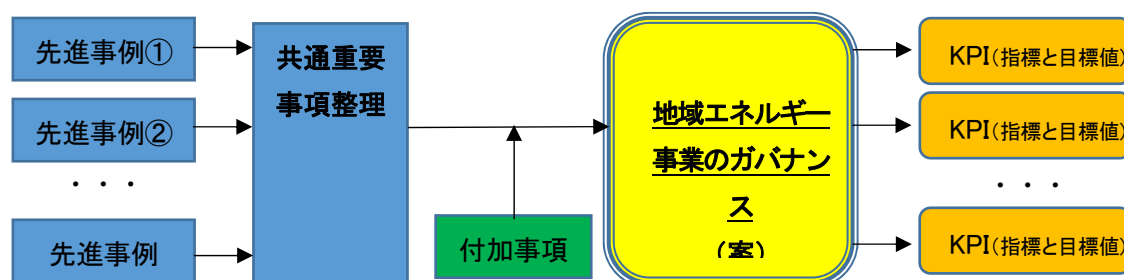 先進事例①
先進事例②
・・・
先進事例
共通重要
事項整理
付加事項
地域エネルギー
事業のガバナン
ス
（案）
KPI（指標と目標値）
KPI（指標と目標値）
・・・
KPI（指標と目標値）